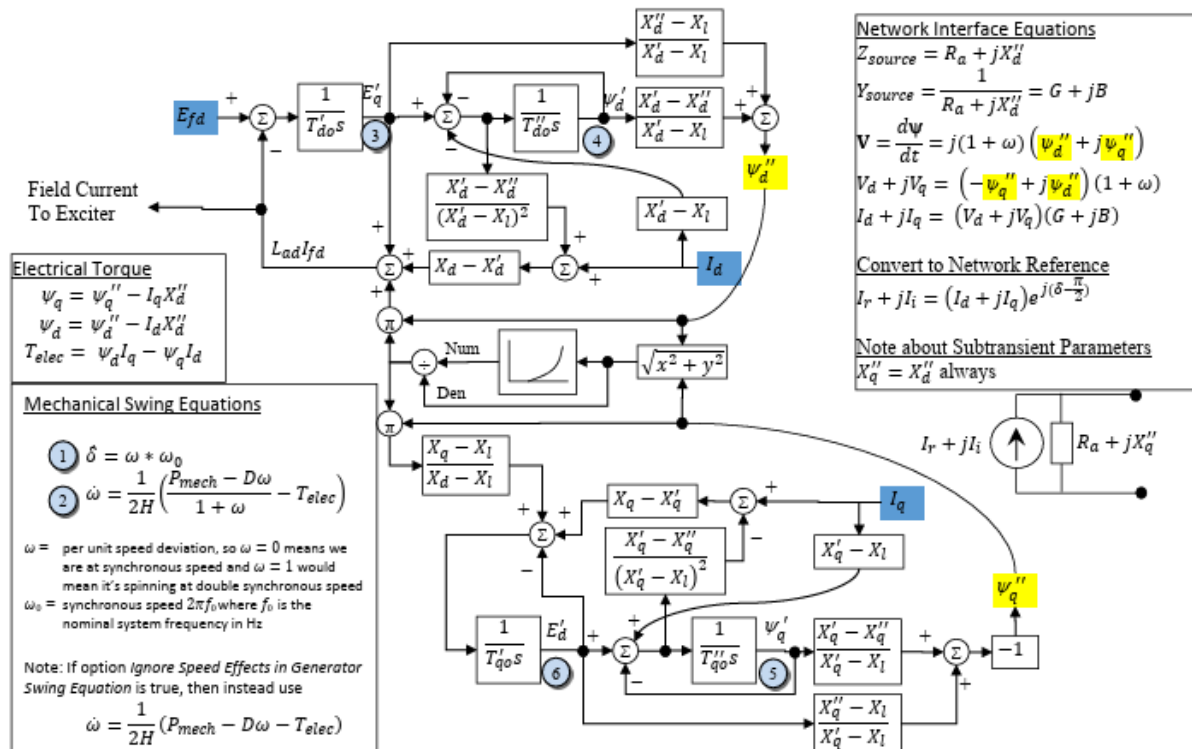 X''_d − X_l
X'_d − X_l
E_fd
+
Σ
−
1
T'_do s
E'_q
3
+
−
Σ
−
1
T''_do s
ψ_d'
4
X'_d − X''_d
X'_d − X_l
+
+
Σ
ψ_d''
Field Current
To Exciter
X'_d − X''_d
(X'_d − X_l)²
X'_d − X_l
L_ad I_fd
+
Σ
+
+
X_d − X'_d
+
Σ
+
I_d
π
÷
Num
Den
√x² + y²
π
Electrical Torque
ψ_q = ψ_q'' − I_q X''_d
ψ_d = ψ_d'' − I_d X''_d
T_elec = ψ_d I_q − ψ_q I_d
Mechanical Swing Equations
1 δ̇ = ω ∗ ω_0
2 ω̇ = 1/2H (P_mech − Dω/1 + ω − T_elec)
ω = per unit speed deviation, so ω = 0 means we
are at synchronous speed and ω = 1 would
mean it's spinning at double synchronous speed
ω_0 = synchronous speed 2πf_0 where f_0 is the
nominal system frequency in Hz
Note: If option Ignore Speed Effects in Generator
Swing Equation is true, then instead use
ω̇ = 1/2H (P_mech − Dω − T_elec)
X_q − X_l
X_d − X_l
+
+
Σ
−
X_q − X'_q
Σ
+
−
I_q
X'_q − X''_q
(X'_q − X_l)²
X'_q − X_l
1
T'_qo s
E'_d
6
+
+
Σ
−
1
T''_qo s
ψ_q'
5
X'_q − X''_q
X'_q − X_l
+
Σ
+
−1
ψ_q''
X''_q − X_l
X'_q − X_l
Network Interface Equations
Z_source = R_a + jX''_d
Y_source = 1/R_a + jX''_d = G + jB
V = dψ/dt = j(1 + ω) (ψ_d'' + jψ_q'')
V_d + jV_q = (−ψ_q'' + jψ_d'')(1 + ω)
I_d + jI_q = (V_d + jV_q)(G + jB)
Convert to Network Reference
I_r + jI_i = (I_d + jI_q)e^j(δ−π/2)
Note about Subtransient Parameters
X''_q = X''_d always
I_r + jI_i
R_a + jX''_q